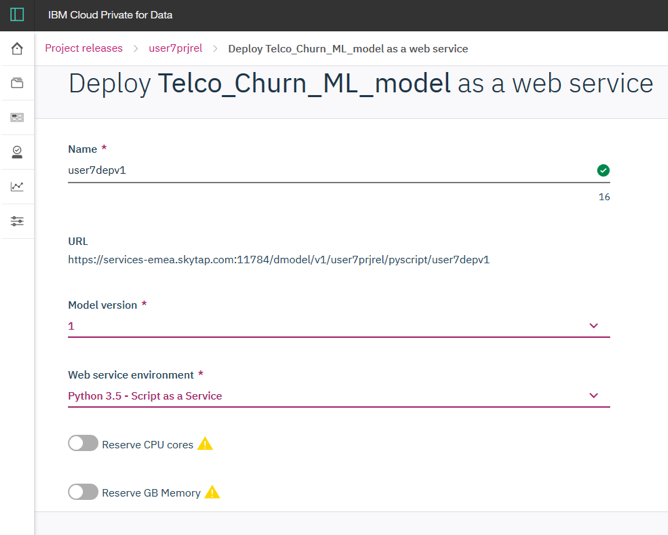 IBM Cloud Private for Data
Project releases > user7prjrel > Deploy Telco_Churn_ML_model as a web service
Deploy Telco_Churn_ML_model as a web service
Name *
user7depv1
16
URL
https://services-emea.skytap.com:11784/dmodel/v1/user7prjrel/pyscript/user7depv1
Model version *
1
Web service environment *
Python 3.5 - Script as a Service
Reserve CPU cores
Reserve GB Memory